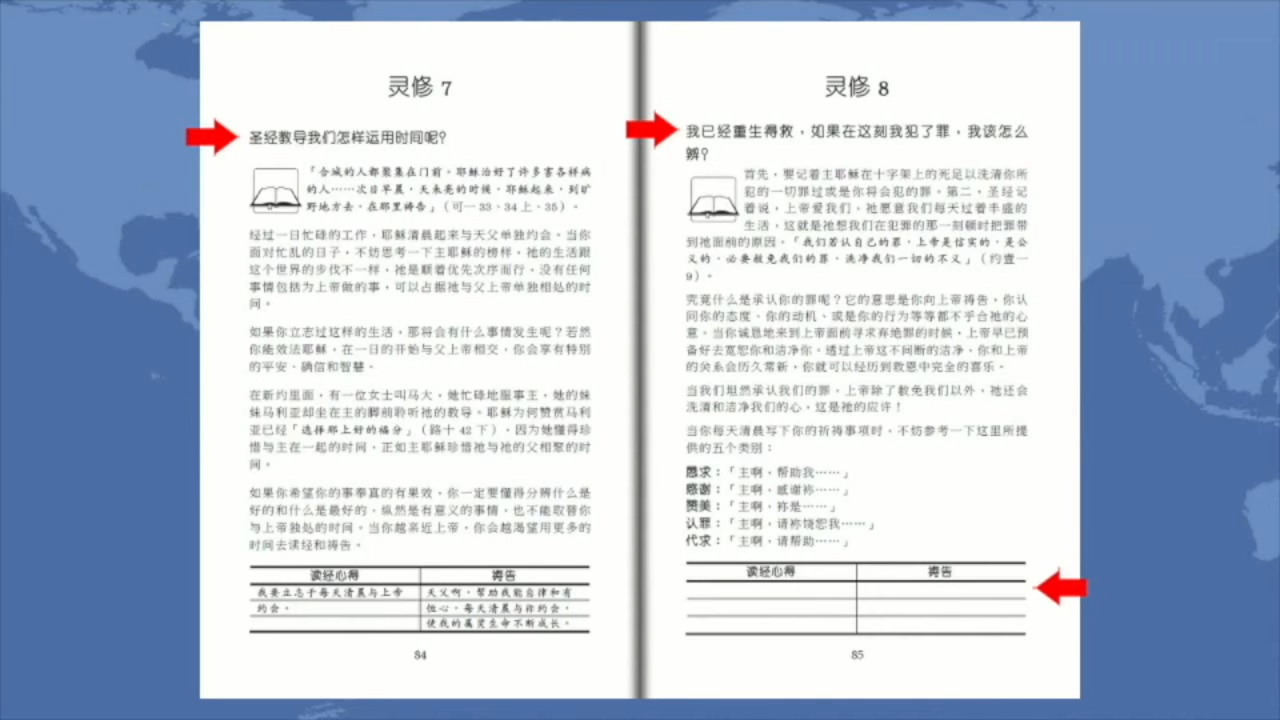 灵修 7
圣经教导我们怎样运用时间呢?
「合城的人都聚集在门前。耶稣治好了许多害各样病
的人……次日早晨,天未亮的时候,耶稣起来,到旷
野地方去,在那里祷告」(可一33、34上、35)。
经过一日忙碌的工作,耶稣清晨起来与天父单独约会。当你
面对忙乱的日子,不妨思考一下主耶稣的榜样,祂的生活跟
这个世界的步伐不一样,祂是顺着优先次序而行,没有任何
事情包括为上帝做的事,可以占据祂与父上帝单独相处的时
间。
如果你立志过这样的生活,那将会有什么事情发生呢?若然
你能效法耶稣,在一日的开始与父上帝相交,你会享有特别
的平安、确信和智慧。
在新约里面,有一位女士叫马大,她忙碌地服事主,她的妹
妹马利亚却坐在主的脚前聆听祂的教导。耶稣为何赞赏马利
亚已经「选择那上好的福分」(路十42下)。因为她懂得珍
惜与主在一起的时间,正如主耶稣珍惜祂与祂的父相聚的时
间。
如果你希望你的事奉真的有果效,你一定要懂得分辨什么是
好的和什么是最好的,纵然是有意义的事情,也不能取替你
与上帝独处的时间。当你越亲近上帝,你会越渴望用更多的
时间去读经和祷告。
读经心得 祷告
我要立志于每天清晨与上帝 天父啊,帮助我能自律和有
约会。 恒心,每天清晨与祢约会,
使我的属灵生命不断成长。
84
灵修 8
我已经重生得救,如果在这刻我犯了罪,我该怎么
辨?
首先,要记着主耶稣在十字架上的死足以洗清你所
犯的一切罪过或是你将会犯的罪。第二,圣经记
着说,上帝爱我们,祂愿意我们每天过着丰盛的
生活,这就是祂想我们在犯罪的那一刻顿时把罪带
到祂面前的原因。「我们若认自己的罪,上帝是信实的,是公
义的,必要赦免我们的罪,洗净我们一切的不义」(约壹一
9)。
究竟什么是承认你的罪呢?它的意思是你向上帝祷告,你认
同你的态度、你的动机、或是你的行为等等都不乎合祂的心
意。当你诚恳地来到上帝面前寻求弃绝罪的时候,上帝早已预
备好去宽恕你和洁净你。透过上帝这不间断的洁净,你和上帝
的关系会历久常新,你就可以经历到救恩中完全的喜乐。
当我们坦然承认我们的罪,上帝除了赦免我们以外,祂还会
洗清和洁净我们的心,这是祂的应许!
当你每天清晨写下你的祈祷事项时,不妨参考一下这里所提
供的五个类别:
恳求:「主啊,帮助我……」
感谢:「主啊,感谢祢……」
赞美:「主啊,祢是……」
认罪:「主啊,请祢饶恕我……」
代求:「主啊,请帮助……」
读经心得 祷告
85